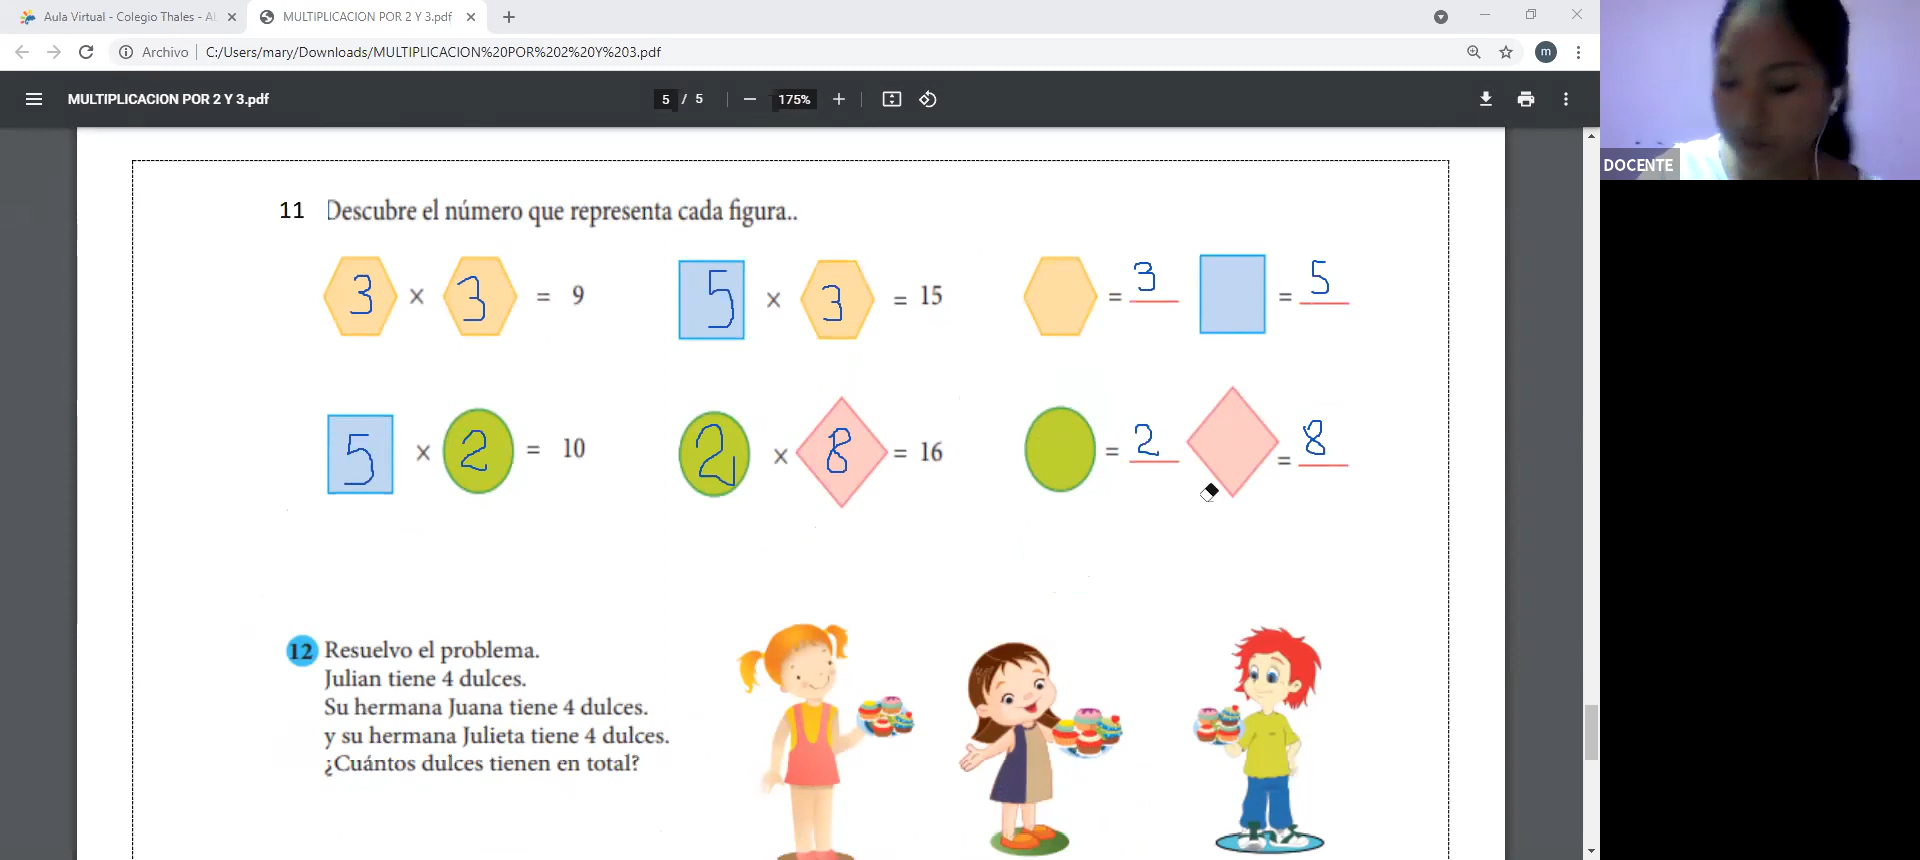 Aula Virtual - Colegio Thales - Al
MULTIPLICACION POR 2 Y 3.pdf
Archivo
C:/Users/mary/Downloads/MULTIPLICACION%20POR%202%20Y%203.pdf
m
MULTIPLICACION POR 2 Y 3.pdf
5 / 5
175%
DOCENTE
11 Descubre el número que representa cada figura..
3 x 3 = 9
5 x 3 = 15
= 3
= 5
5 x 2 = 10
2 x 8 = 16
= 2
= 8
12 Resuelvo el problema.
Julian tiene 4 dulces.
Su hermana Juana tiene 4 dulces.
y su hermana Julieta tiene 4 dulces.
¿Cuántos dulces tienen en total?